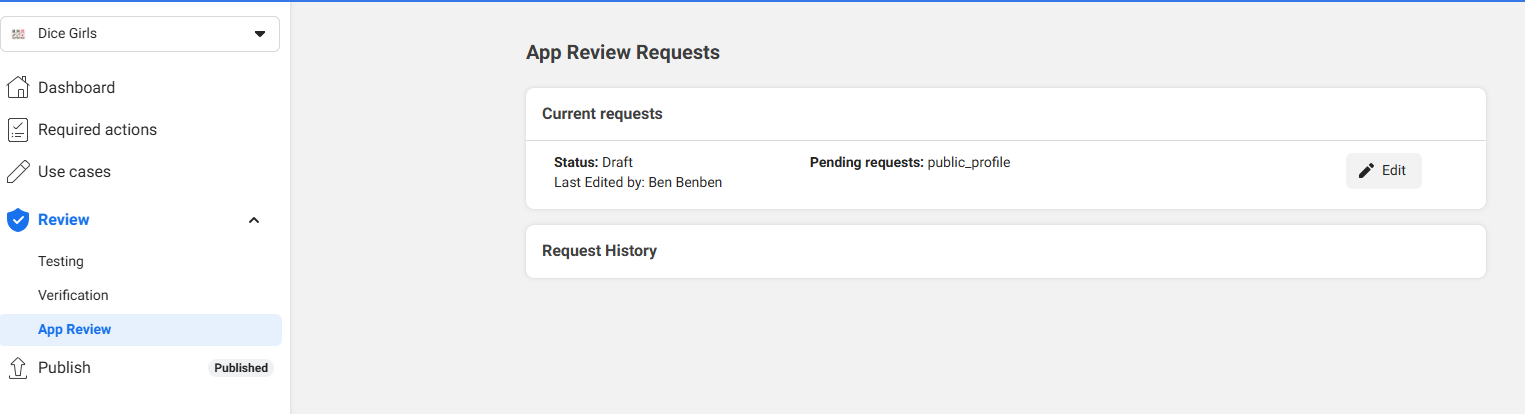 Dice Girls
Dashboard
Required actions
Use cases
Review
Testing
Verification
App Review
Publish Published
App Review Requests
Current requests
Status: Draft
Last Edited by: Ben Benben
Pending requests: public_profile
Edit
Request History